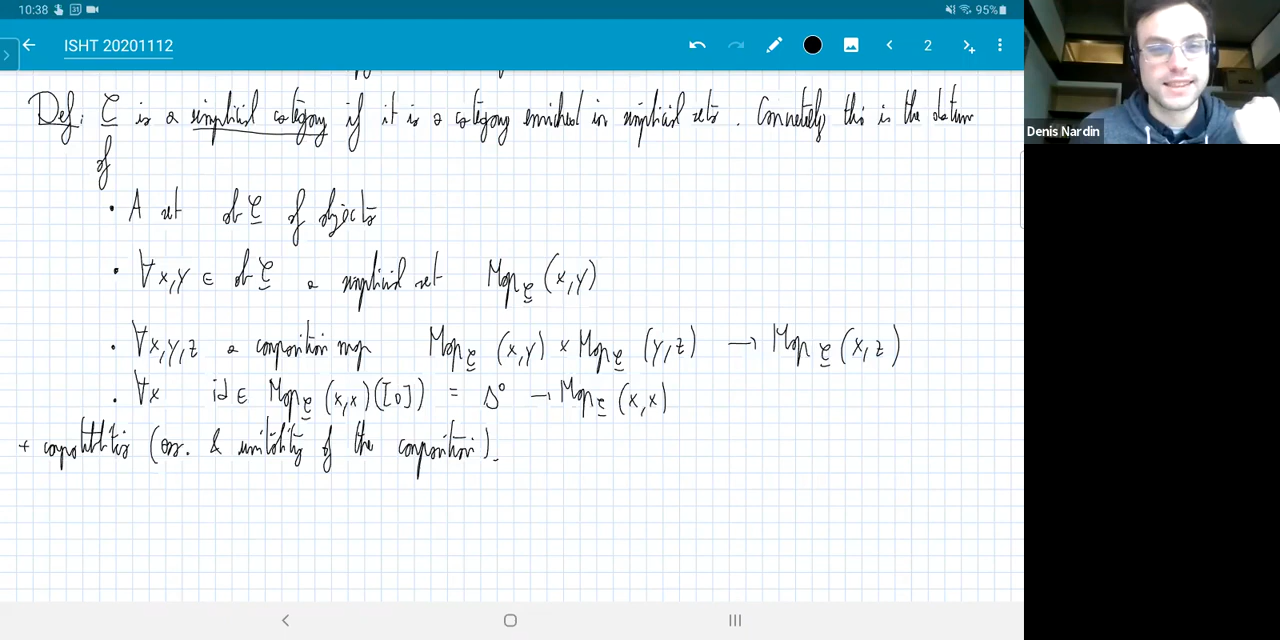 10:38 31 95%
ISHT 20201112 2
Denis Nardin
Def: C is a simplicial category if it is a category enriched in simplicial sets. Concretely this is the datum
of
• A set ob C of objects
• ∀x,y ∈ ob C a simplicial set Map_C (x,y)
• ∀x,y,z a composition map Map_C (x,y) × Map_C (y,z) → Map_C (x,z)
• ∀x id ∈ Map_C (x,x)([0]) = Δ⁰ → Map_C (x,x)
+ compatibilities (ass. & unitality of the composition).